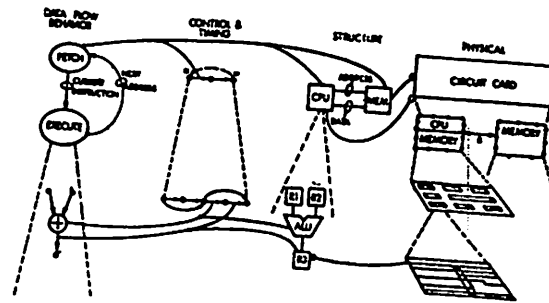 DATA FLOW
BEHAVIOR
CONTROL &
TIMING
STRUCTURE
PHYSICAL
FETCH
CURRENT
INSTRUCTION
NEXT
ADDRESS
EXECUTE
CPU
ADDRESS
DATA
MEM.
CIRCUIT CARD
CPU
MEMORY
MEMORY
R1
R2
ALU
R3